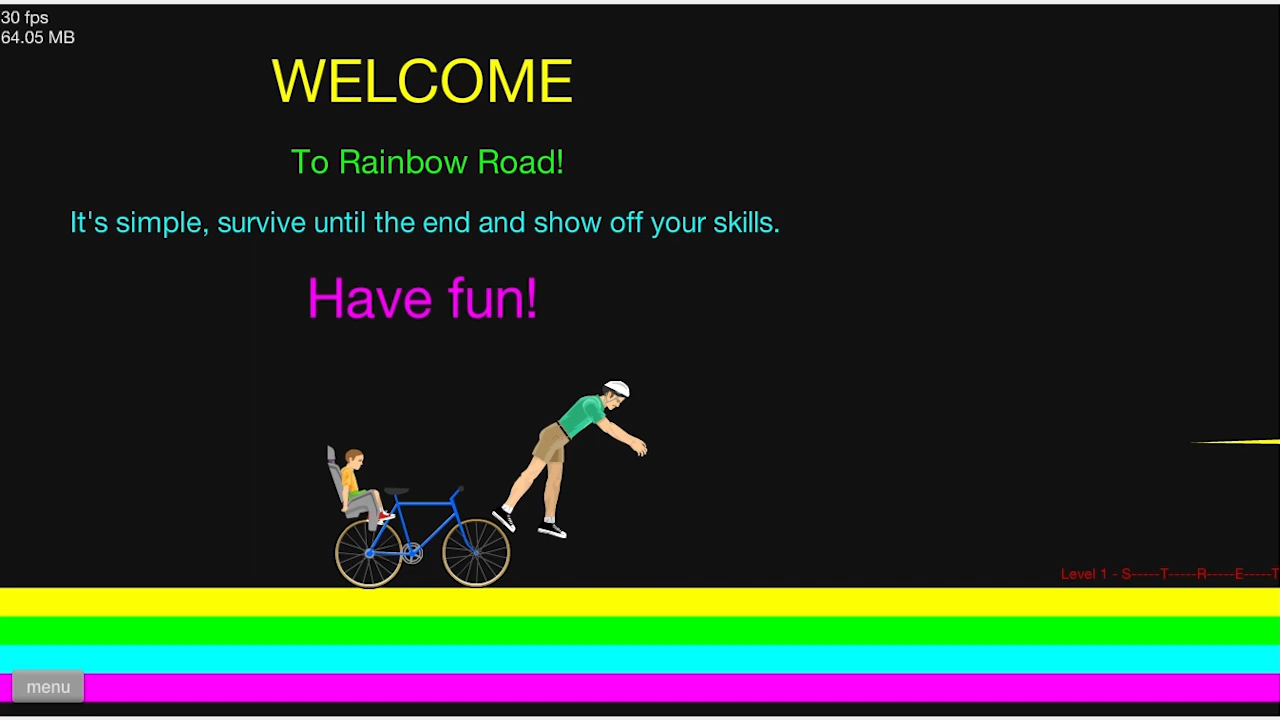 30 fps
64.05 MB
WELCOME
To Rainbow Road!
It's simple, survive until the end and show off your skills.
Have fun!
Level 1 - S-----T-----R-----E-----T
menu